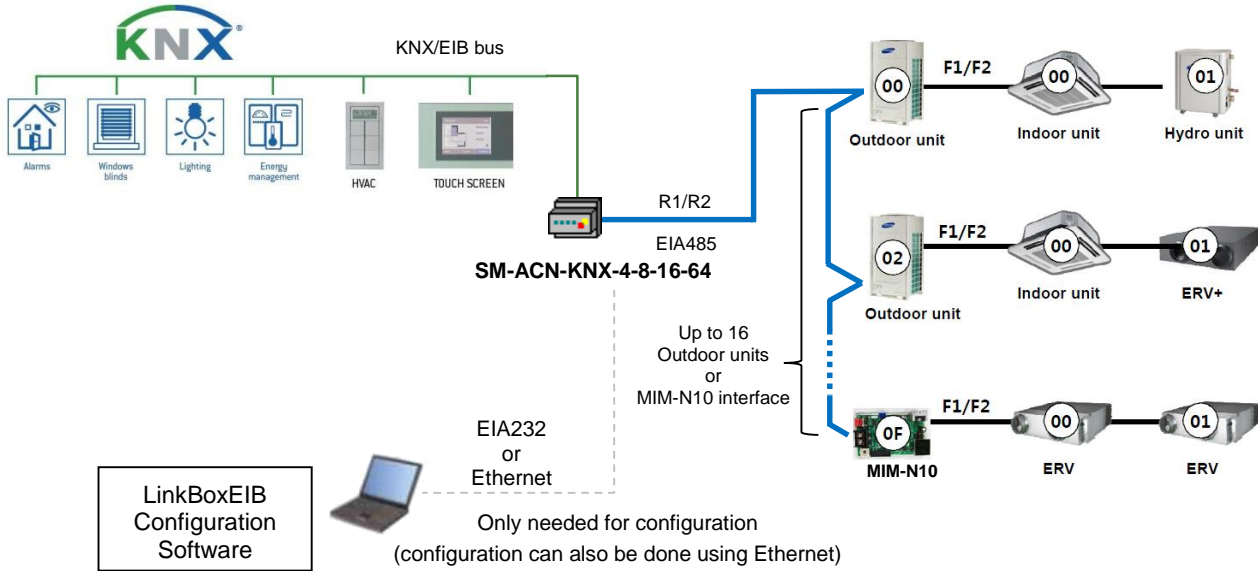 KNX®
KNX/EIB bus
Alarms
Windows
blinds
Lighting
Energy
management
HVAC
TOUCH SCREEN
R1/R2
EIA485
SM-ACN-KNX-4-8-16-64
00
F1/F2
00
01
Outdoor unit
Indoor unit
Hydro unit
02
F1/F2
00
01
Outdoor unit
Indoor unit
ERV+
Up to 16
Outdoor units
or
MIM-N10 interface
0F
F1/F2
00
01
MIM-N10
ERV
ERV
EIA232
or
Ethernet
LinkBoxEIB
Configuration
Software
Only needed for configuration
(configuration can also be done using Ethernet)